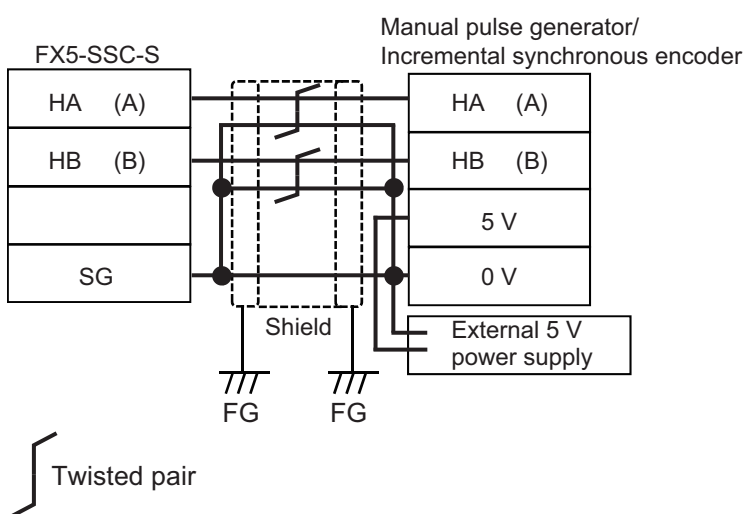 Manual pulse generator/
Incremental synchronous encoder
FX5-SSC-S
HA (A)
HB (B)
SG
HA (A)
HB (B)
5 V
0 V
External 5 V
power supply
Shield
FG
FG
Twisted pair